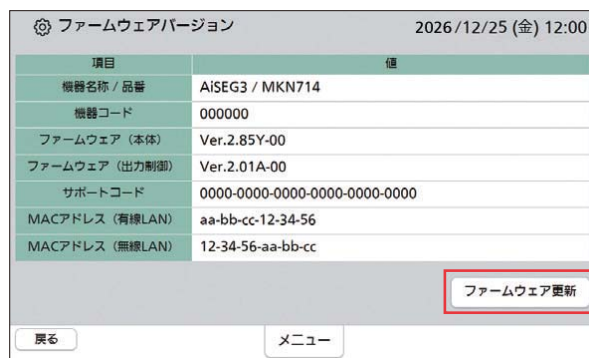 ファームウェアバージョン 2026/12/25 (金) 12:00
項目 値
機器名称 / 品番 AiSEG3 / MKN714
機器コード 000000
ファームウェア（本体） Ver.2.85Y-00
ファームウェア（出力制御） Ver.2.01A-00
サポートコード 0000-0000-0000-0000-0000-0000
MACアドレス（有線LAN） aa-bb-cc-12-34-56
MACアドレス（無線LAN） 12-34-56-aa-bb-cc
ファームウェア更新
戻る メニュー